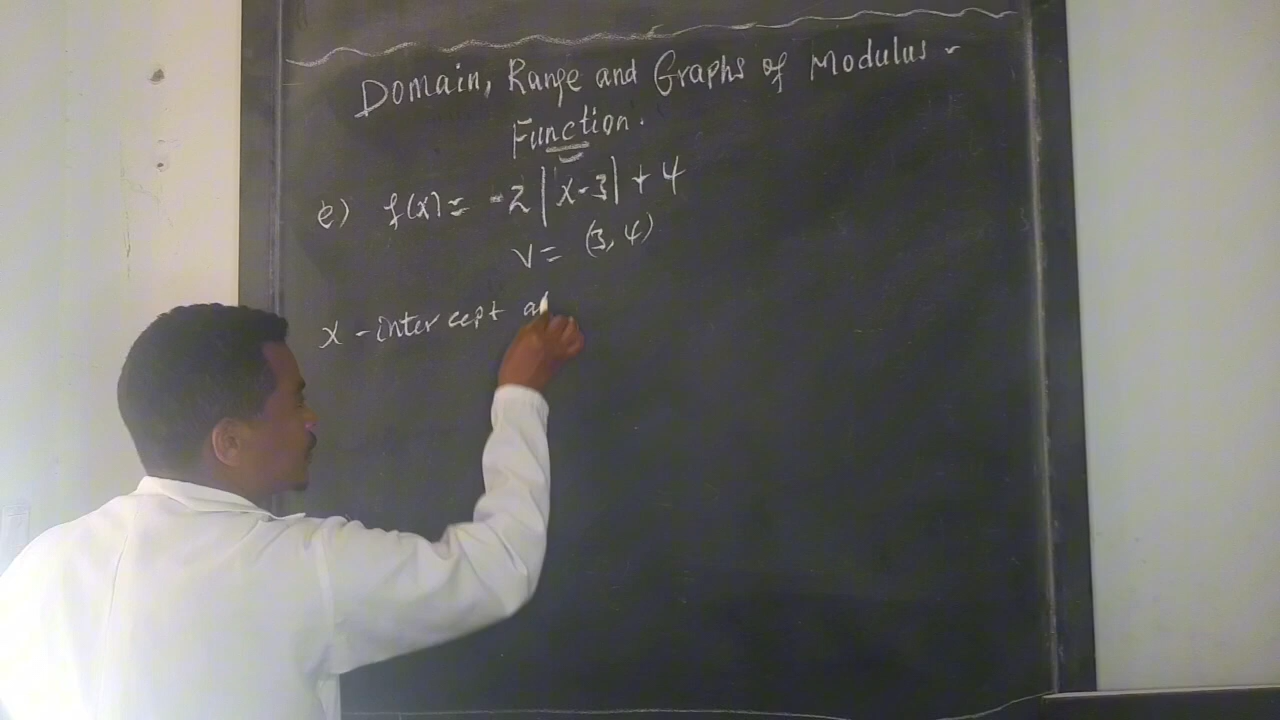 Domain, Range and Graphs of Modulus -
Function.
e) f(x) = -2|x-3| + 4
V = (3, 4)
x - intercept a